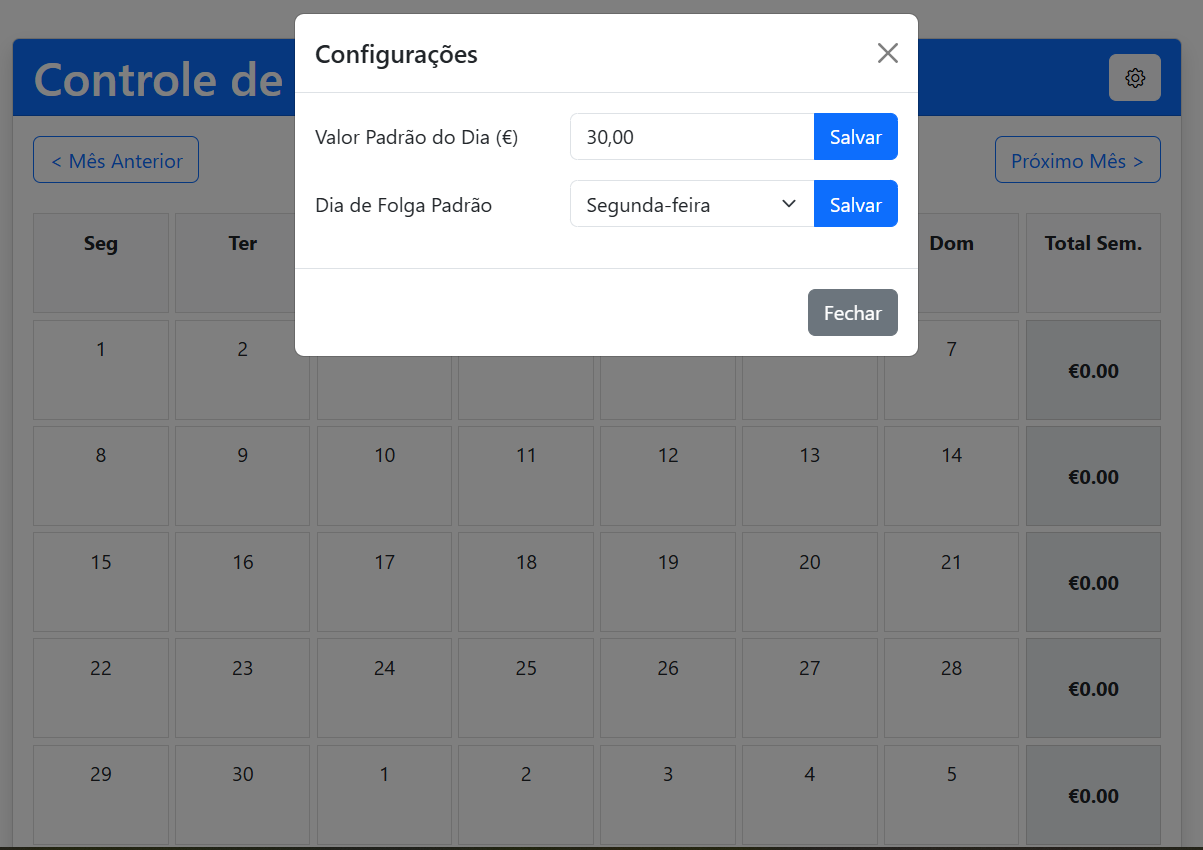 Configurações
Controle de
Valor Padrão do Dia (€) 30,00 Salvar
< Mês Anterior
Próximo Mês >
Dia de Folga Padrão Segunda-feira Salvar
Seg Ter Dom Total Sem.
Fechar
1 2 7 €0.00
8 9 10 11 12 13 14 €0.00
15 16 17 18 19 20 21 €0.00
22 23 24 25 26 27 28 €0.00
29 30 1 2 3 4 5 €0.00